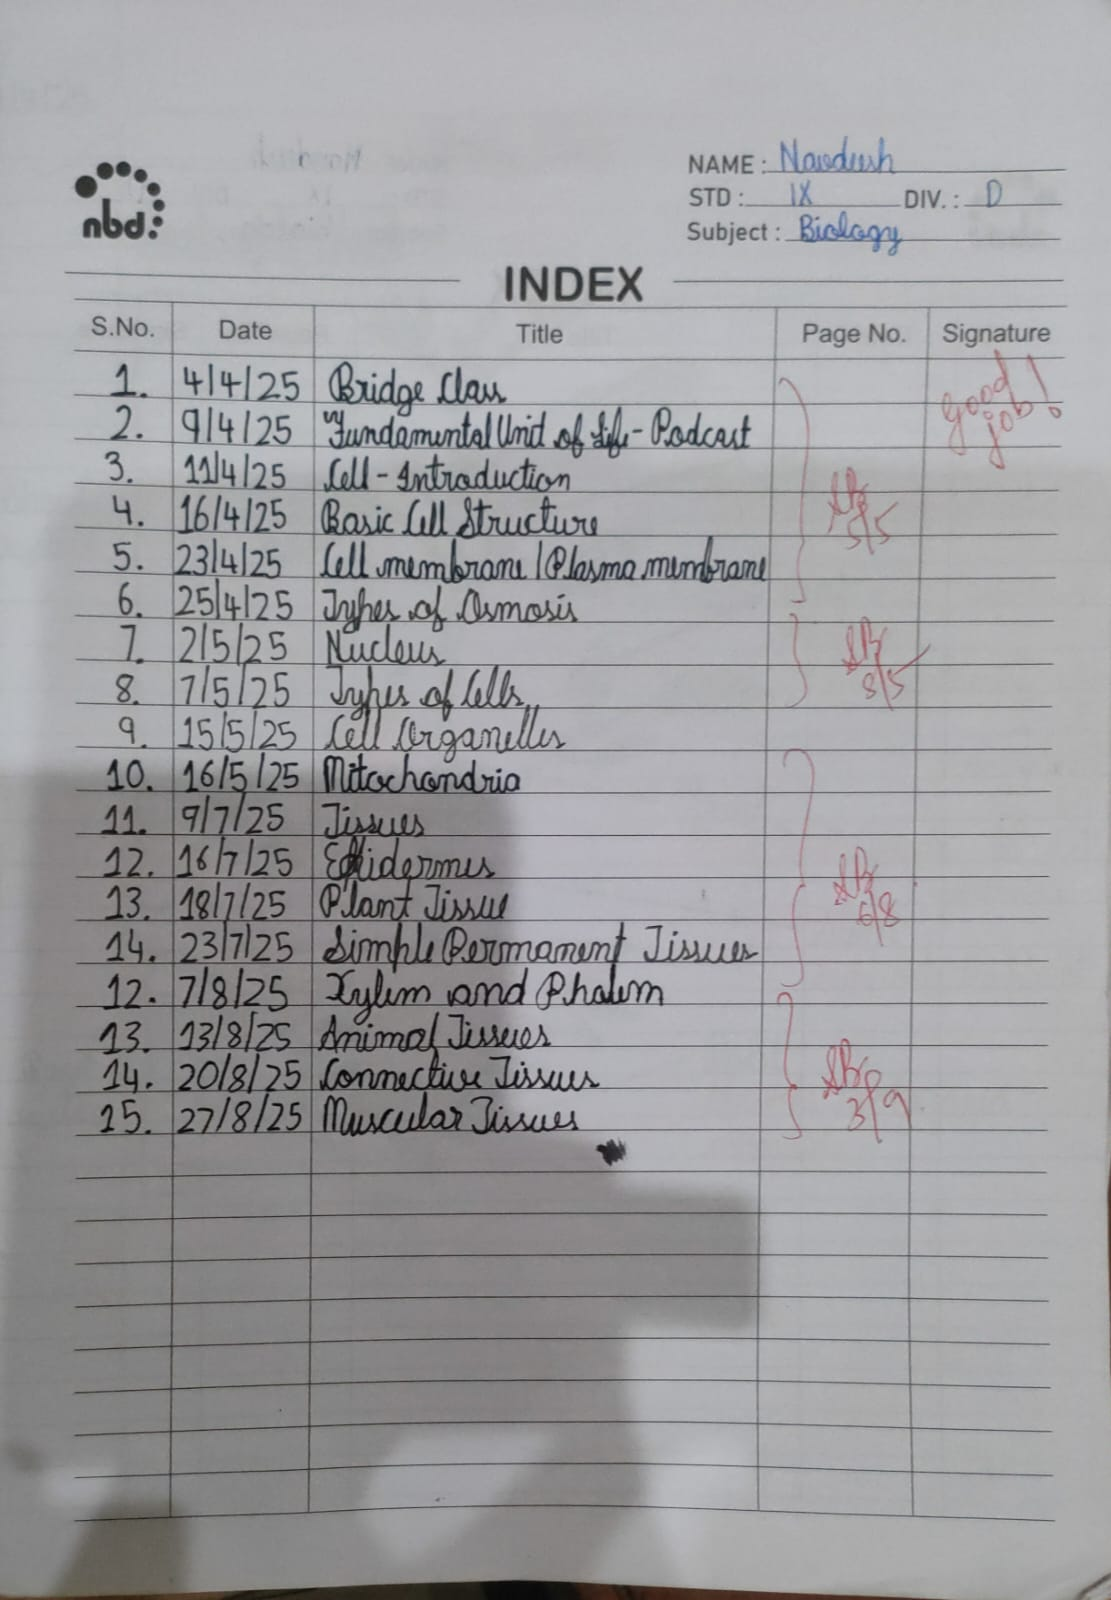 nbd
NAME : Navdeesh
STD : IX DIV. : D
Subject : Biology
INDEX
S.No. Date Title Page No. Signature
1. 4/4/25 Bridge Class
good job!
2. 9/4/25 Fundamental Unit of Life - Podcast
3. 11/4/25 Cell - Introduction
4. 16/4/25 Basic Cell Structure
5/5
5. 23/4/25 Cell membrane / Plasma membrane
6. 25/4/25 Types of Osmosis
7. 2/5/25 Nucleus
8/5
8. 7/5/25 Types of Cells
9. 15/5/25 Cell Organelles
10. 16/5/25 Mitochondria
11. 9/7/25 Tissues
12. 16/7/25 Epidermis
13. 18/7/25 Plant Tissue
6/8
14. 23/7/25 Simple Permanent Tissues
12. 7/8/25 Xylem and Phalem
13. 13/8/25 Animal Tissues
14. 20/8/25 Connective Tissues
15. 27/8/25 Muscular Tissues
3/9